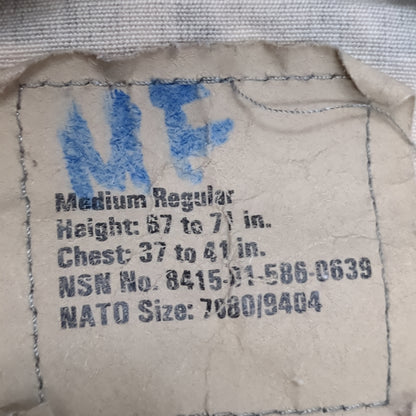 MF
Medium Regular
Height: 67 to 71 in.
Chest: 37 to 41 in.
NSN No. 8415-01-586-0639
NATO Size: 7080/9404